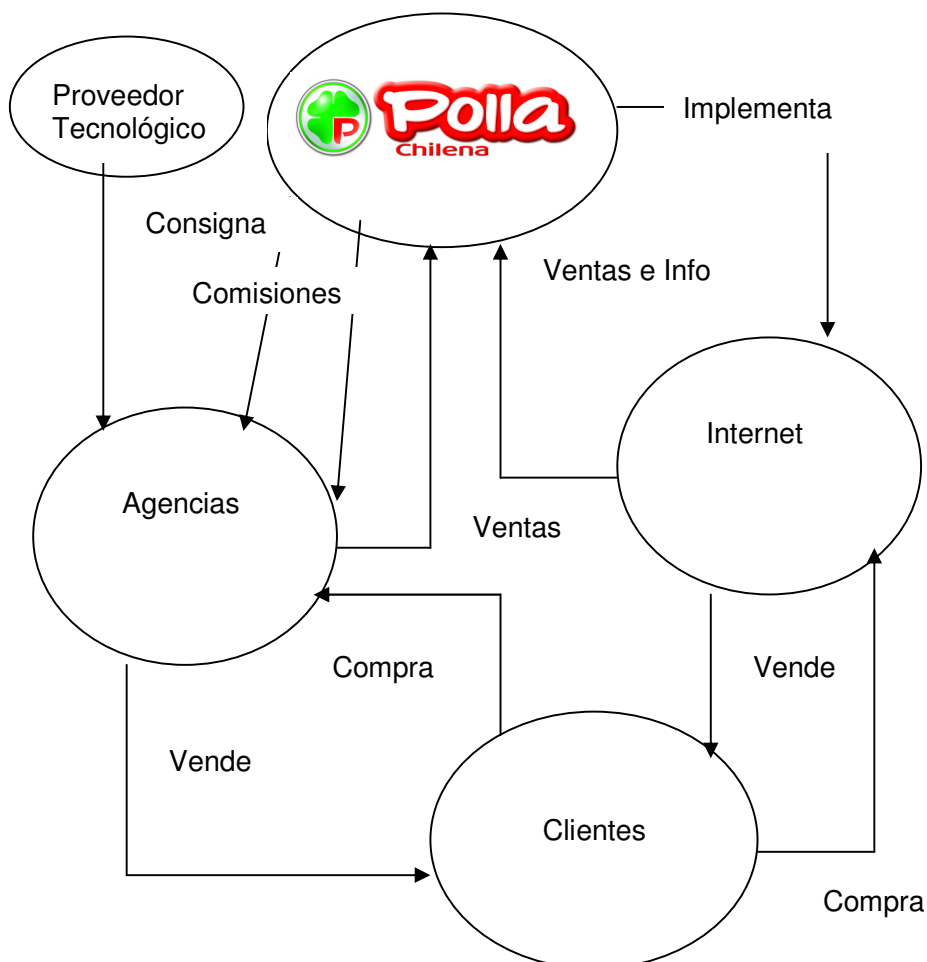 Proveedor
Tecnológico
P
Polla
Chilena
Implementa
Consigna
Ventas e Info
Comisiones
Internet
Agencias
Ventas
Compra
Vende
Vende
Clientes
Compra